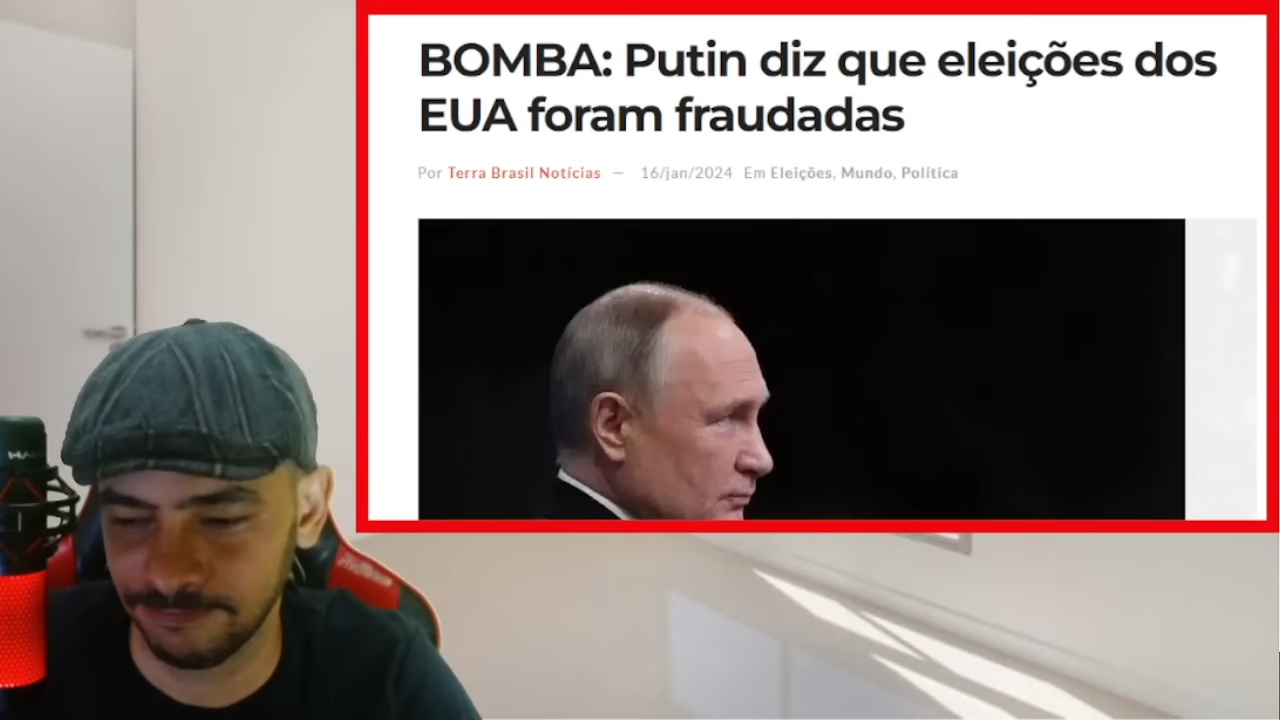 BOMBA: Putin diz que eleições dos
EUA foram fraudadas
Por Terra Brasil Notícias — 16/jan/2024 Em Eleições, Mundo, Política